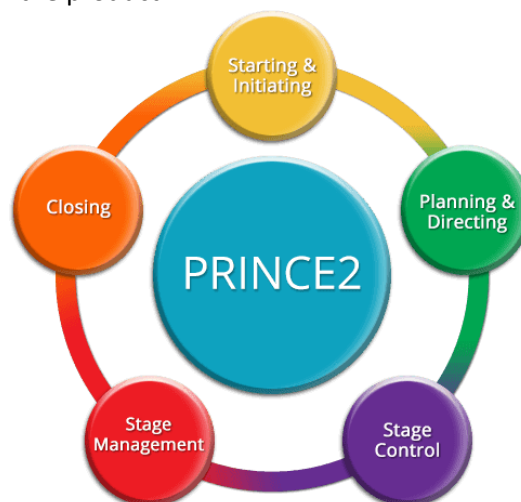 Starting &
Initiating
Planning &
Directing
Closing
PRINCE2
Stage
Management
Stage
Control